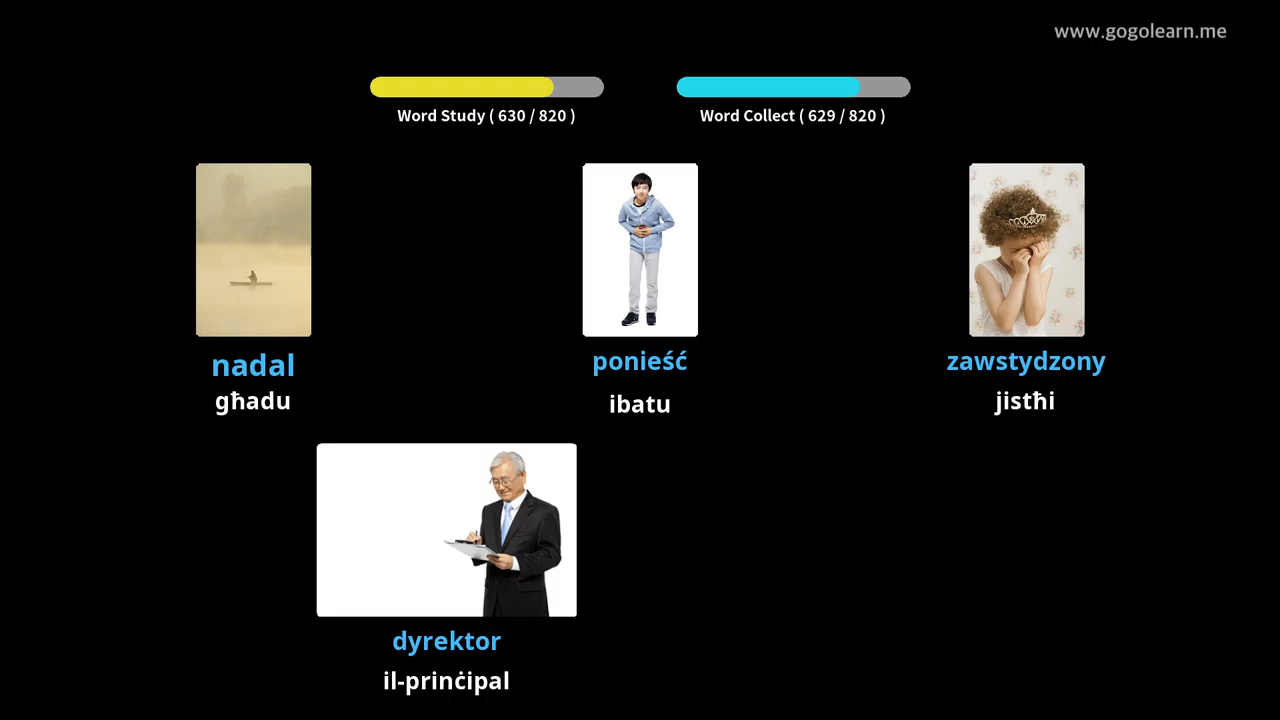 www.gogolearn.me
Word Study ( 630 / 820 )
Word Collect ( 629 / 820 )
nadal
għadu
ponieść
ibatu
zawstydzony
jistħi
dyrektor
il-prinċipal